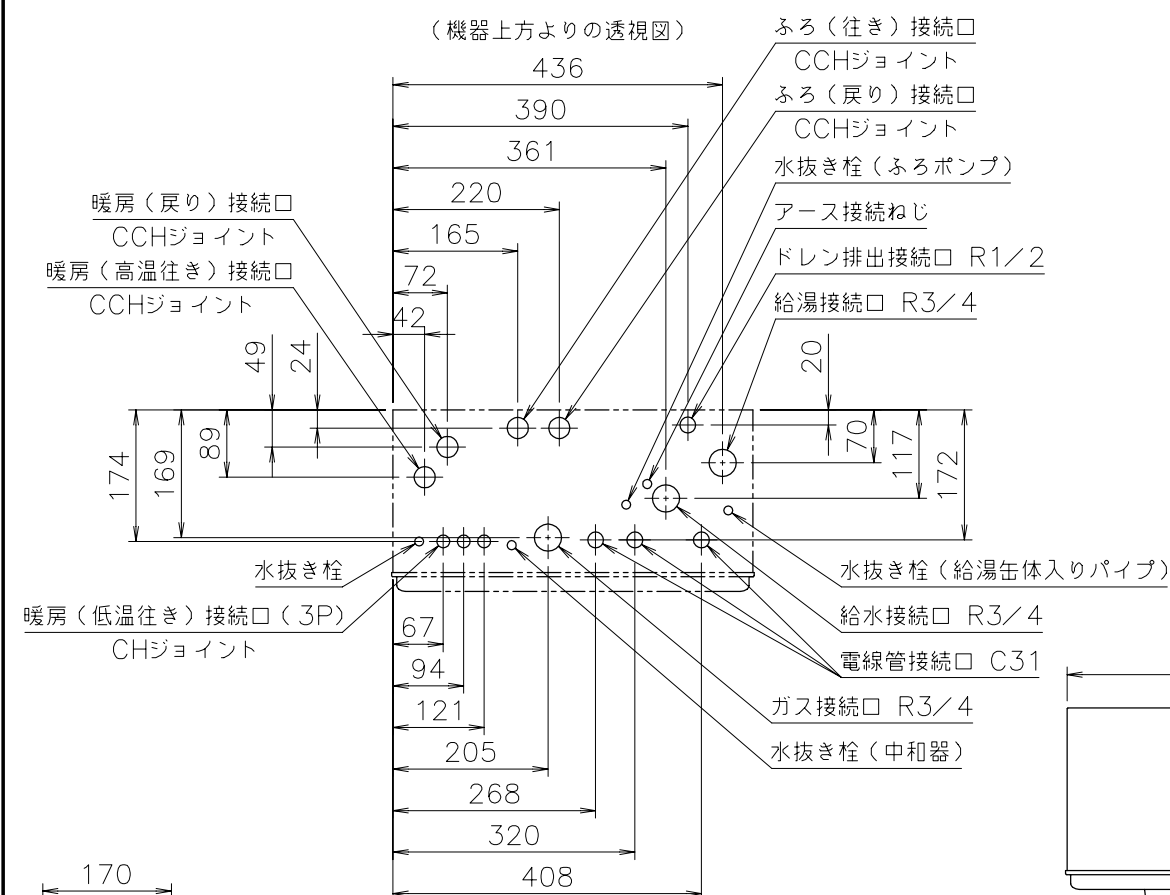 (機器上方よりの透視図)
ふろ(往き)接続口
CCHジョイント
ふろ(戻り)接続口
CCHジョイント
水抜き栓(ふろポンプ)
アース接続ねじ
ドレン排出接続口 R1/2
給湯接続口 R3/4
436
390
361
220
165
72
42
暖房(戻り)接続口
CCHジョイント
暖房(高温往き)接続口
CCHジョイント
49
24
20
174
169
89
70
117
172
水抜き栓
暖房(低温往き)接続口(3P)
CHジョイント
水抜き栓(給湯缶体入りパイプ)
給水接続口 R3/4
電線管接続口 C31
ガス接続口 R3/4
水抜き栓(中和器)
67
94
121
205
268
320
408
170